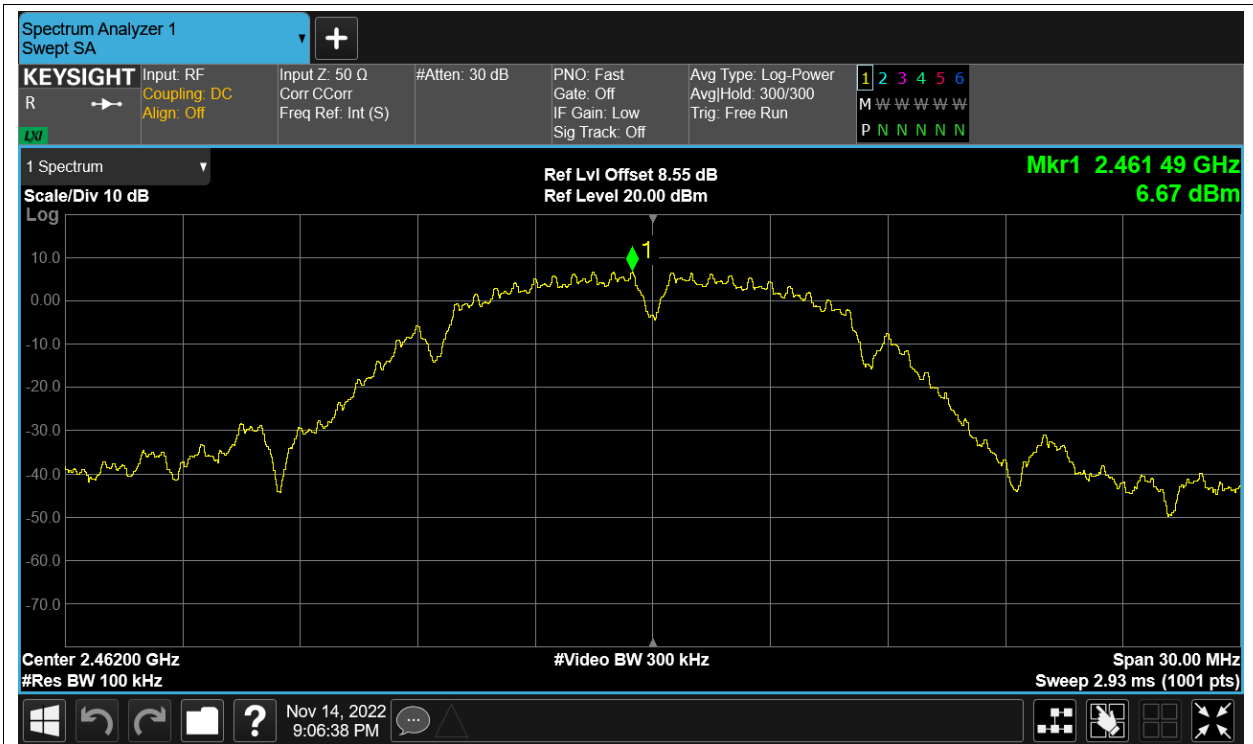 Spectrum Analyzer 1
Swept SA
KEYSIGHT
R
LXI
Input: RF
Coupling: DC
Align: Off
Input Z: 50 Ω
Corr CCorr
Freq Ref: Int (S)
#Atten: 30 dB
PNO: Fast
Gate: Off
IF Gain: Low
Sig Track: Off
Avg Type: Log-Power
Avg|Hold: 300/300
Trig: Free Run
1 2 3 4 5 6
M W W W W W
P N N N N N
1 Spectrum
Scale/Div 10 dB
Ref Lvl Offset 8.55 dB
Ref Level 20.00 dBm
Mkr1 2.461 49 GHz
6.67 dBm
Log
1
10.0
0.00
-10.0
-20.0
-30.0
-40.0
-50.0
-60.0
-70.0
Center 2.46200 GHz
#Video BW 300 kHz
Span 30.00 MHz
#Res BW 100 kHz
Sweep 2.93 ms (1001 pts)
?
Nov 14, 2022
9:06:38 PM